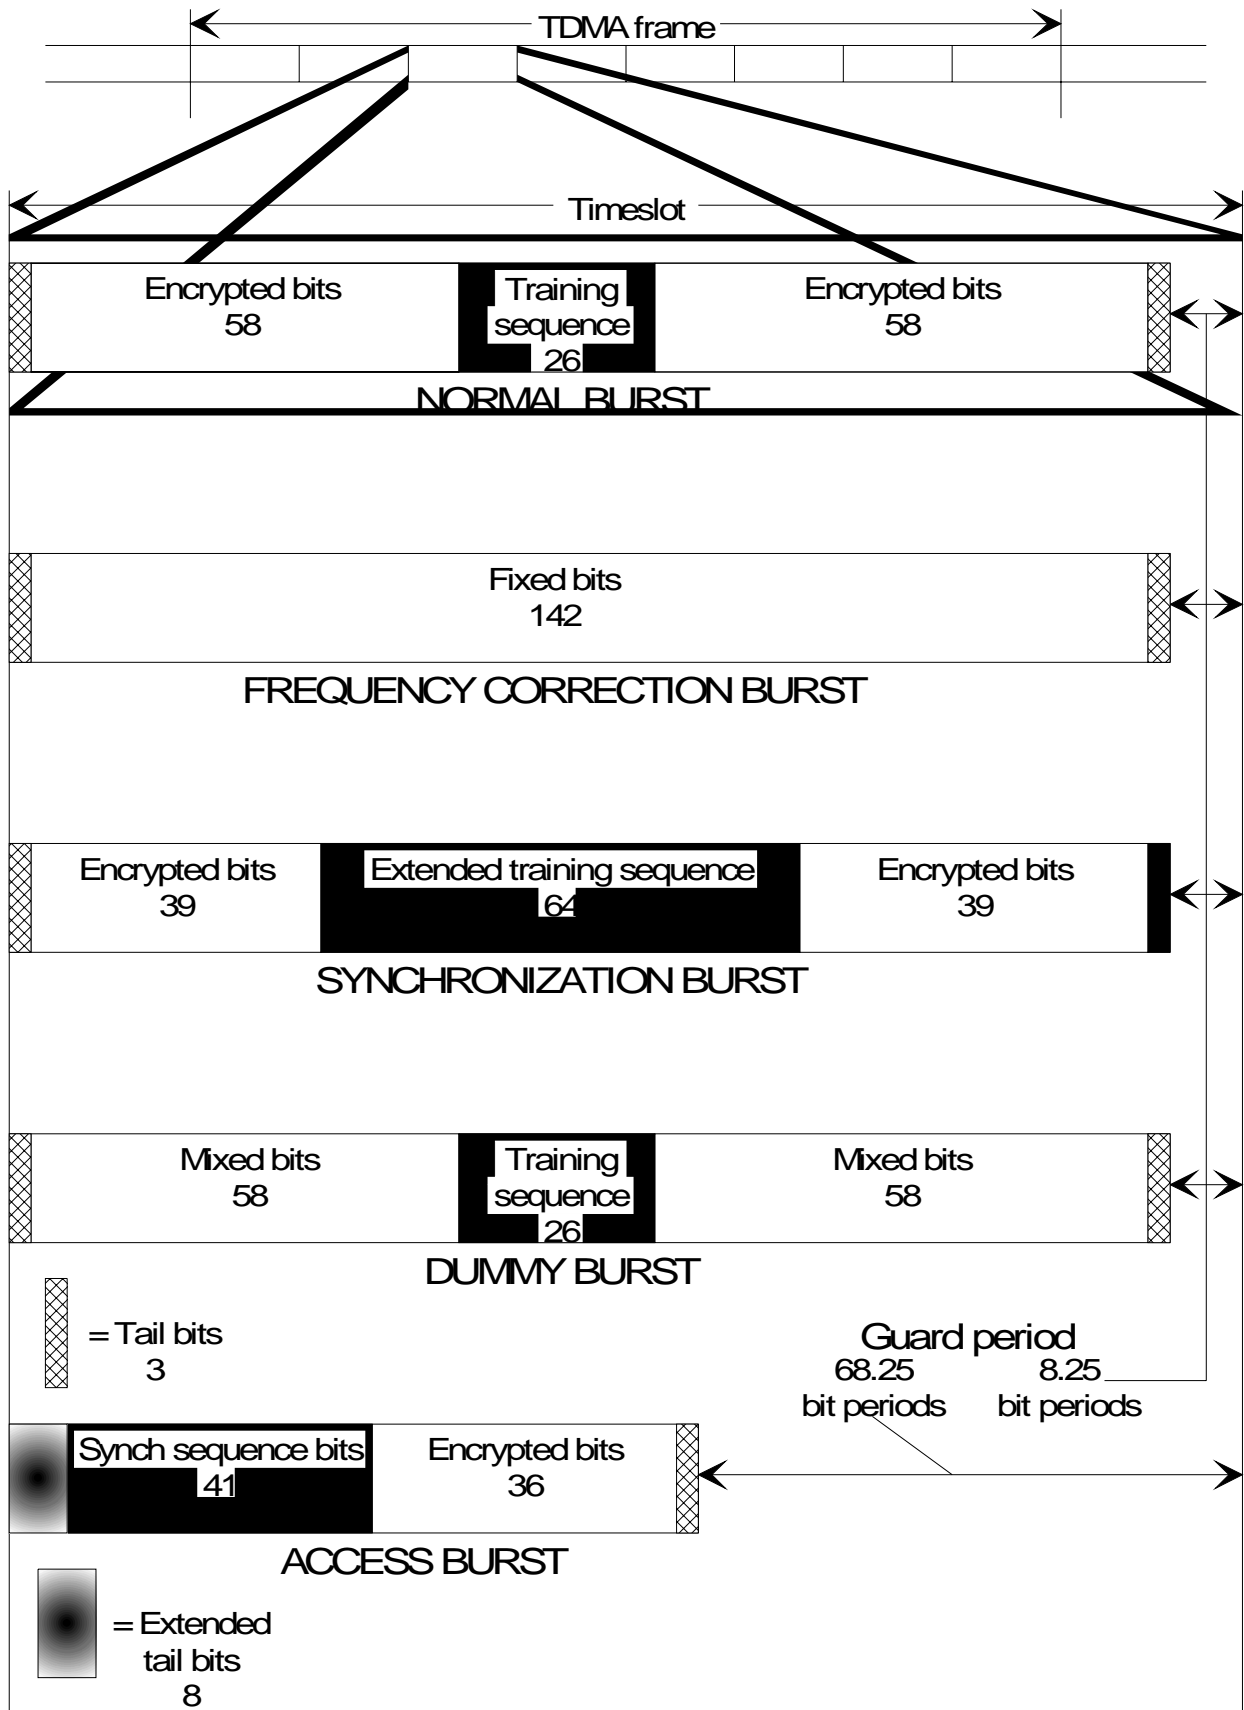 TDMA frame
Timeslot
Encrypted bits
58
Training
sequence
26
Encrypted bits
58
NORMAL BURST
Fixed bits
142
FREQUENCY CORRECTION BURST
Encrypted bits
39
Extended training sequence
64
Encrypted bits
39
SYNCHRONIZATION BURST
Mixed bits
58
Training
sequence
26
Mixed bits
58
DUMMY BURST
= Tail bits
3
Guard period
68.25
bit periods
8.25
bit periods
Synch sequence bits
41
Encrypted bits
36
ACCESS BURST
= Extended
tail bits
8